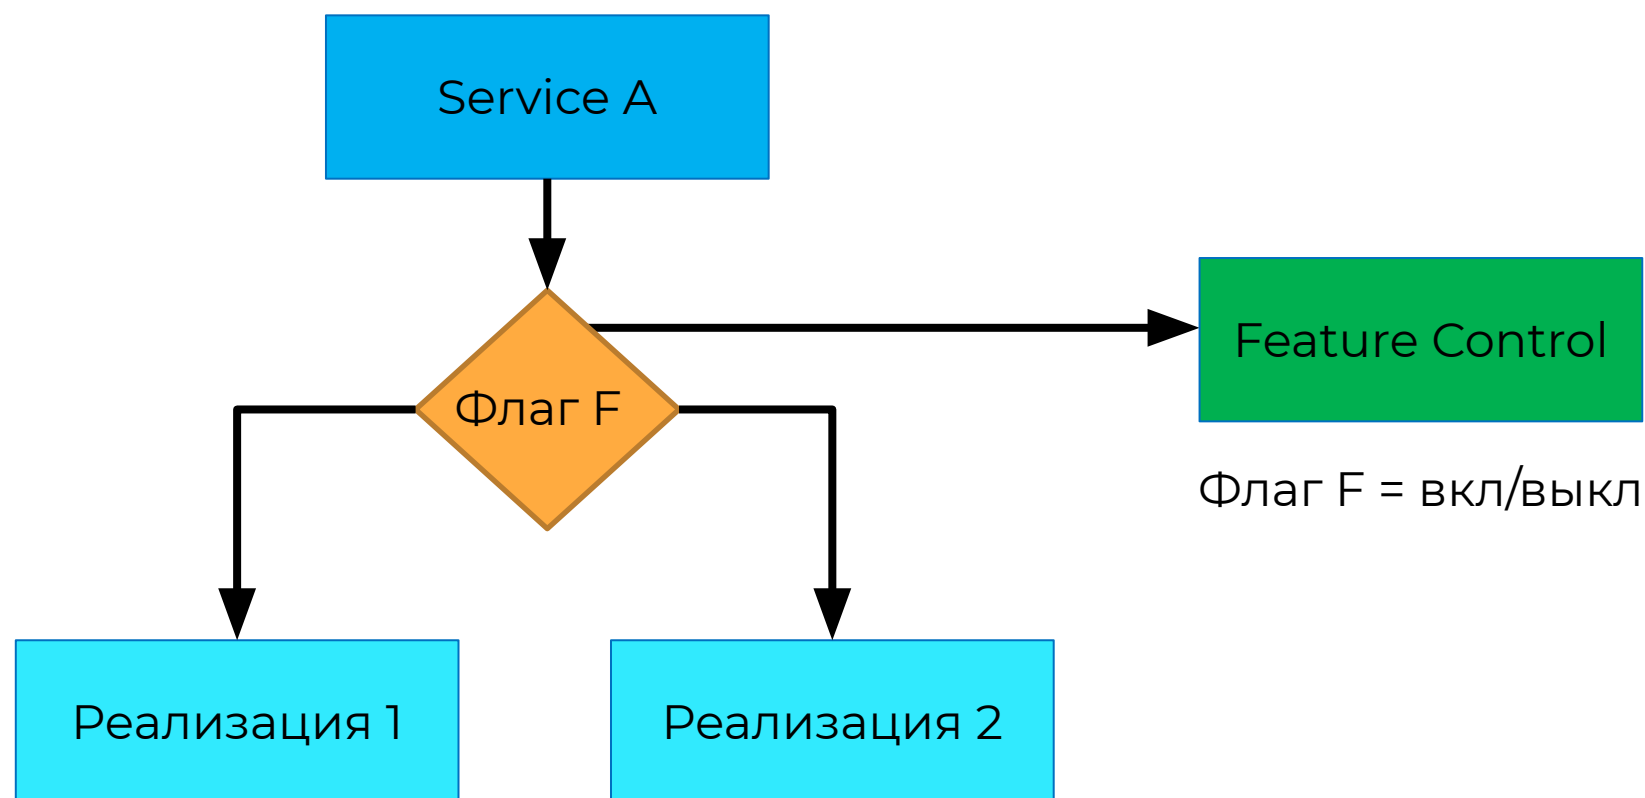 Service A
Feature Control
Флаг F
Флаг F = вкл/выкл
Реализация 1
Реализация 2